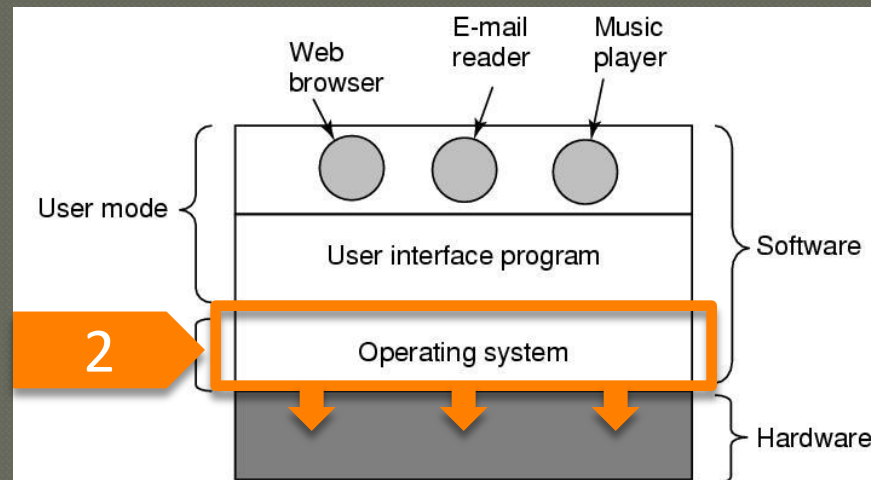 Web
browser
E-mail
reader
Music
player
User mode
User interface program
Software
2
Operating system
Hardware